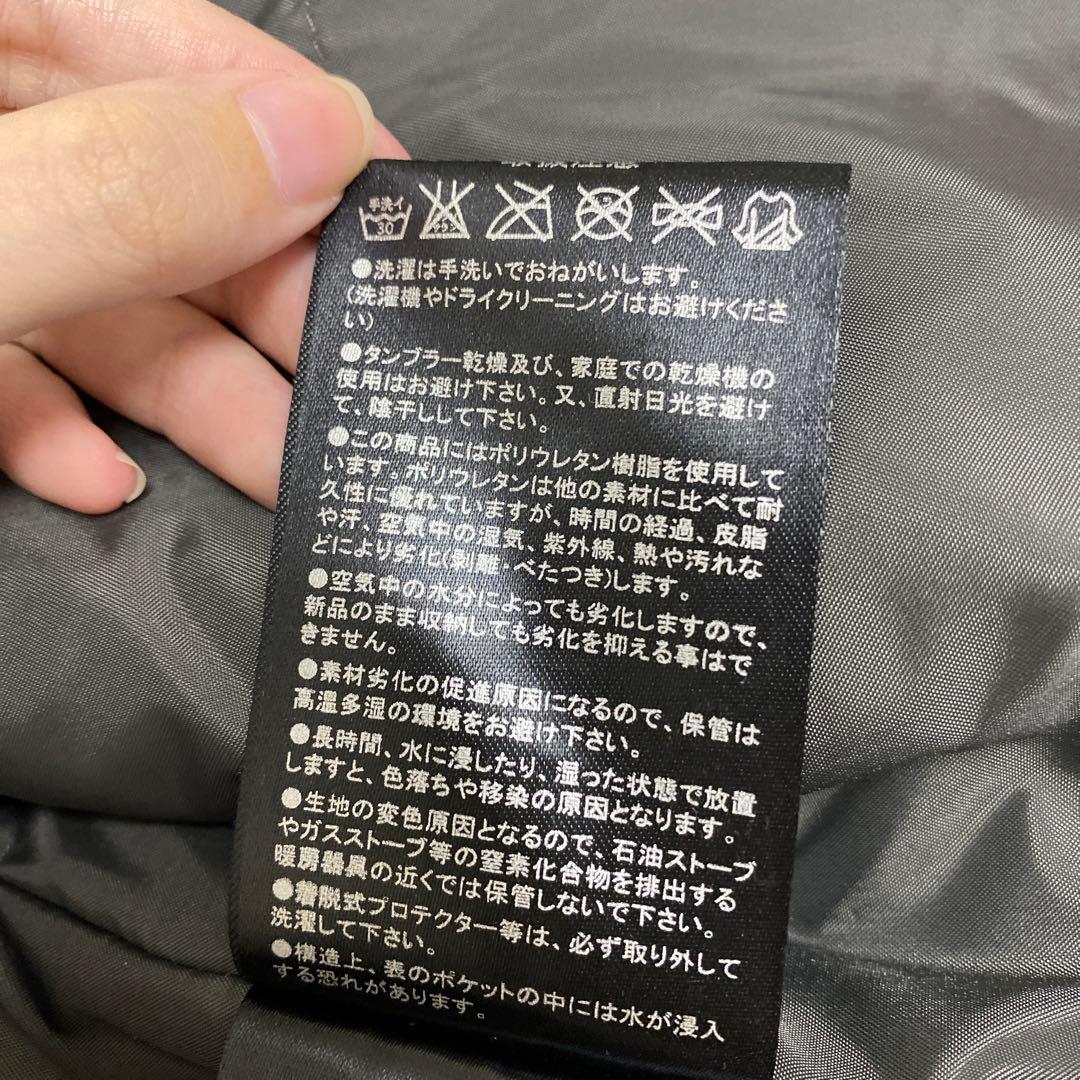 取扱注意
手洗イ
30
エンソサラシ
ドライ
●洗濯は手洗いでおねがいします。
(洗濯機やドライクリーニングはお避けくださ
い)
●タンブラー乾燥及び、家庭での乾燥機の
使用はお避け下さい。又、直射日光を避け
て、陰干しして下さい。
●この商品にはポリウレタン樹脂を使用して
います。ポリウレタンは他の素材に比べて耐
久性に優れていますが、時間の経過、皮脂
や汗、空気中の湿気、紫外線、熱や汚れな
どにより劣化(剥離・べたつき)します。
●空気中の水分によっても劣化しますので、
新品のまま収納しても劣化を抑える事はで
きません。
●素材劣化の促進原因になるので、保管は
高温多湿の環境をお避け下さい。
●長時間、水に浸したり、湿った状態で放置
しますと、色落ちや移染の原因となります。
●生地の変色原因となるので、石油ストーブ
やガスストーブ等の窒素化合物を排出する
暖房器具の近くでは保管しないで下さい。
●着脱式プロテクター等は、必ず取り外して
洗濯して下さい。
●構造上、表のポケットの中には水が浸入
する恐れがあります。